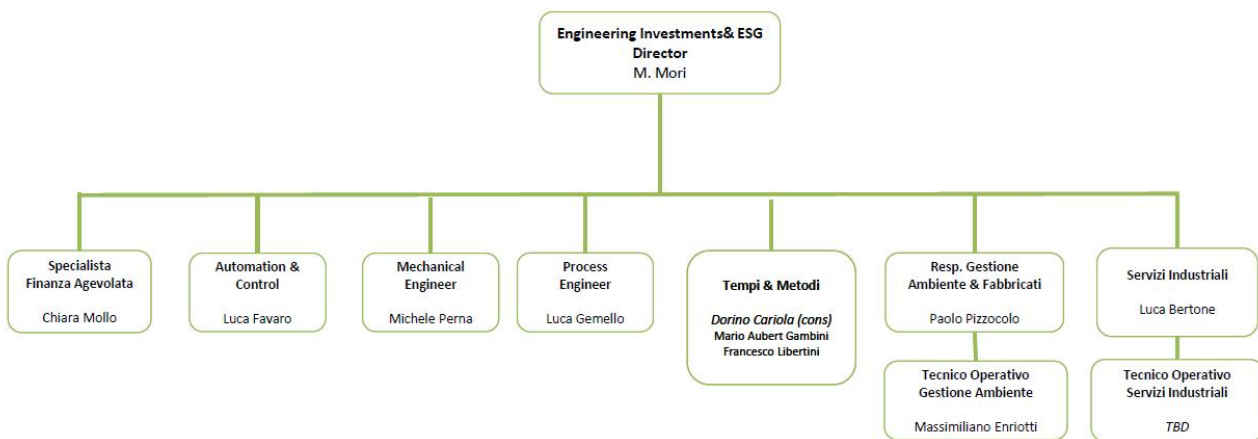 Engineering Investments& ESG
Director
M. Mori
Specialista
Finanza Agevolata
Chiara Mollo
Automation &
Control
Luca Favaro
Mechanical
Engineer
Michele Perna
Process
Engineer
Luca Gemello
Tempi & Metodi
Dorino Cariola (cons)
Mario Aubert Gambini
Francesco Libertini
Resp. Gestione
Ambiente & Fabbricati
Paolo Pizzocolo
Servizi Industriali
Luca Bertone
Tecnico Operativo
Gestione Ambiente
Massimiliano Enriotti
Tecnico Operativo
Servizi Industriali
TBD